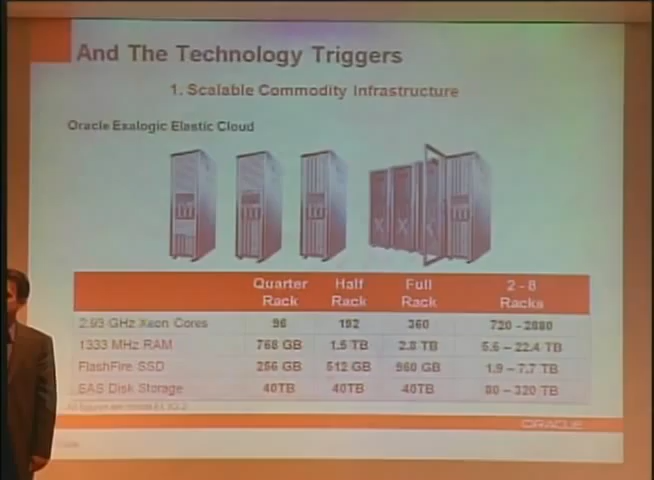 And The Technology Triggers
1. Scalable Commodity Infrastructure
Oracle Exalogic Elastic Cloud
Quarter Rack Half Rack Full Rack 2 - 8 Racks
2.93 GHz Xeon Cores 96 192 360 720 - 2880
1333 MHz RAM 768 GB 1.5 TB 2.8 TB 5.6 – 22.4 TB
FlashFire SSD 256 GB 512 GB 960 GB 1.9 – 7.7 TB
SAS Disk Storage 40TB 40TB 40TB 80 – 320 TB
ORACLE